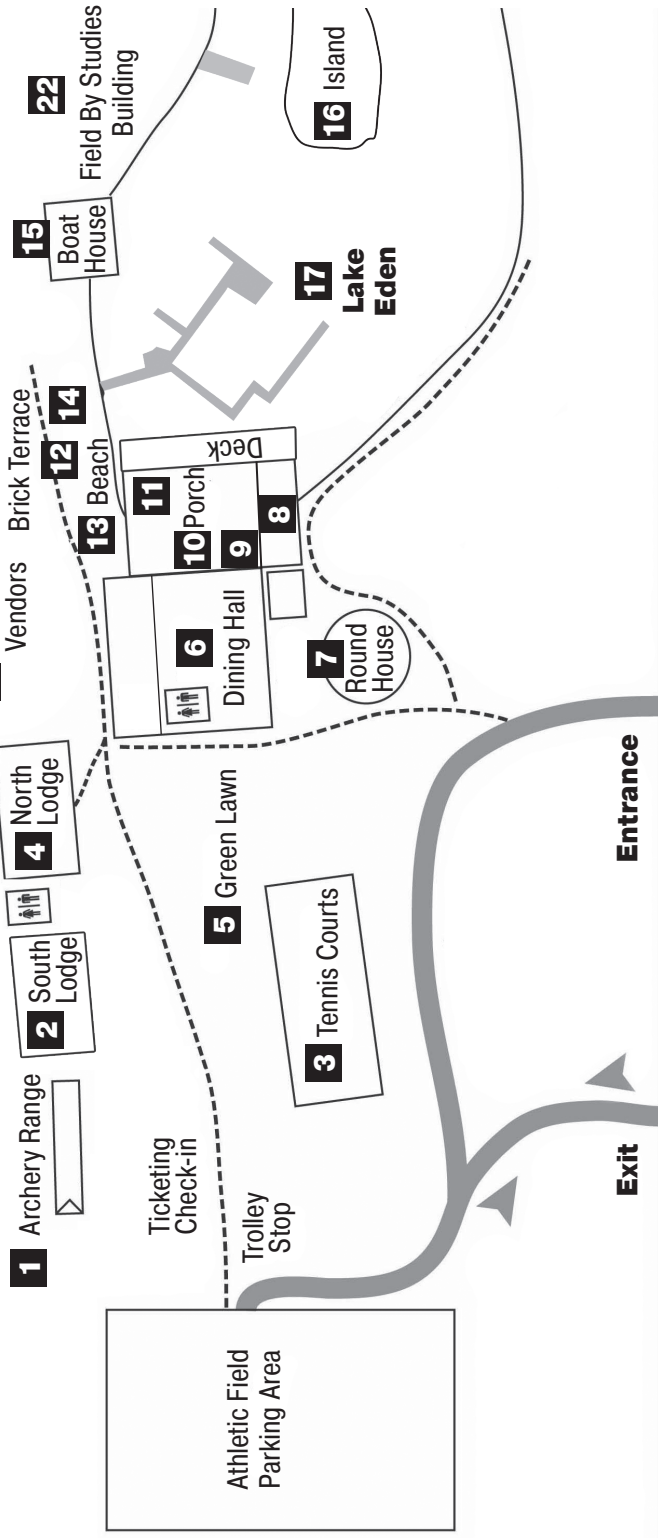 1 Archery Range
2 South
Lodge
4 North
Lodge
Vendors
Brick Terrace
12
14
13 Beach
15
Boat
House
22
Field By Studies
Building
Ticketing
Check-in
Trolley
Stop
Athletic Field
Parking Area
5 Green Lawn
3 Tennis Courts
6
Dining Hall
7
Round
House
10 Porch
11
9
8
Deck
17
Lake
Eden
16 Island
Exit
Entrance